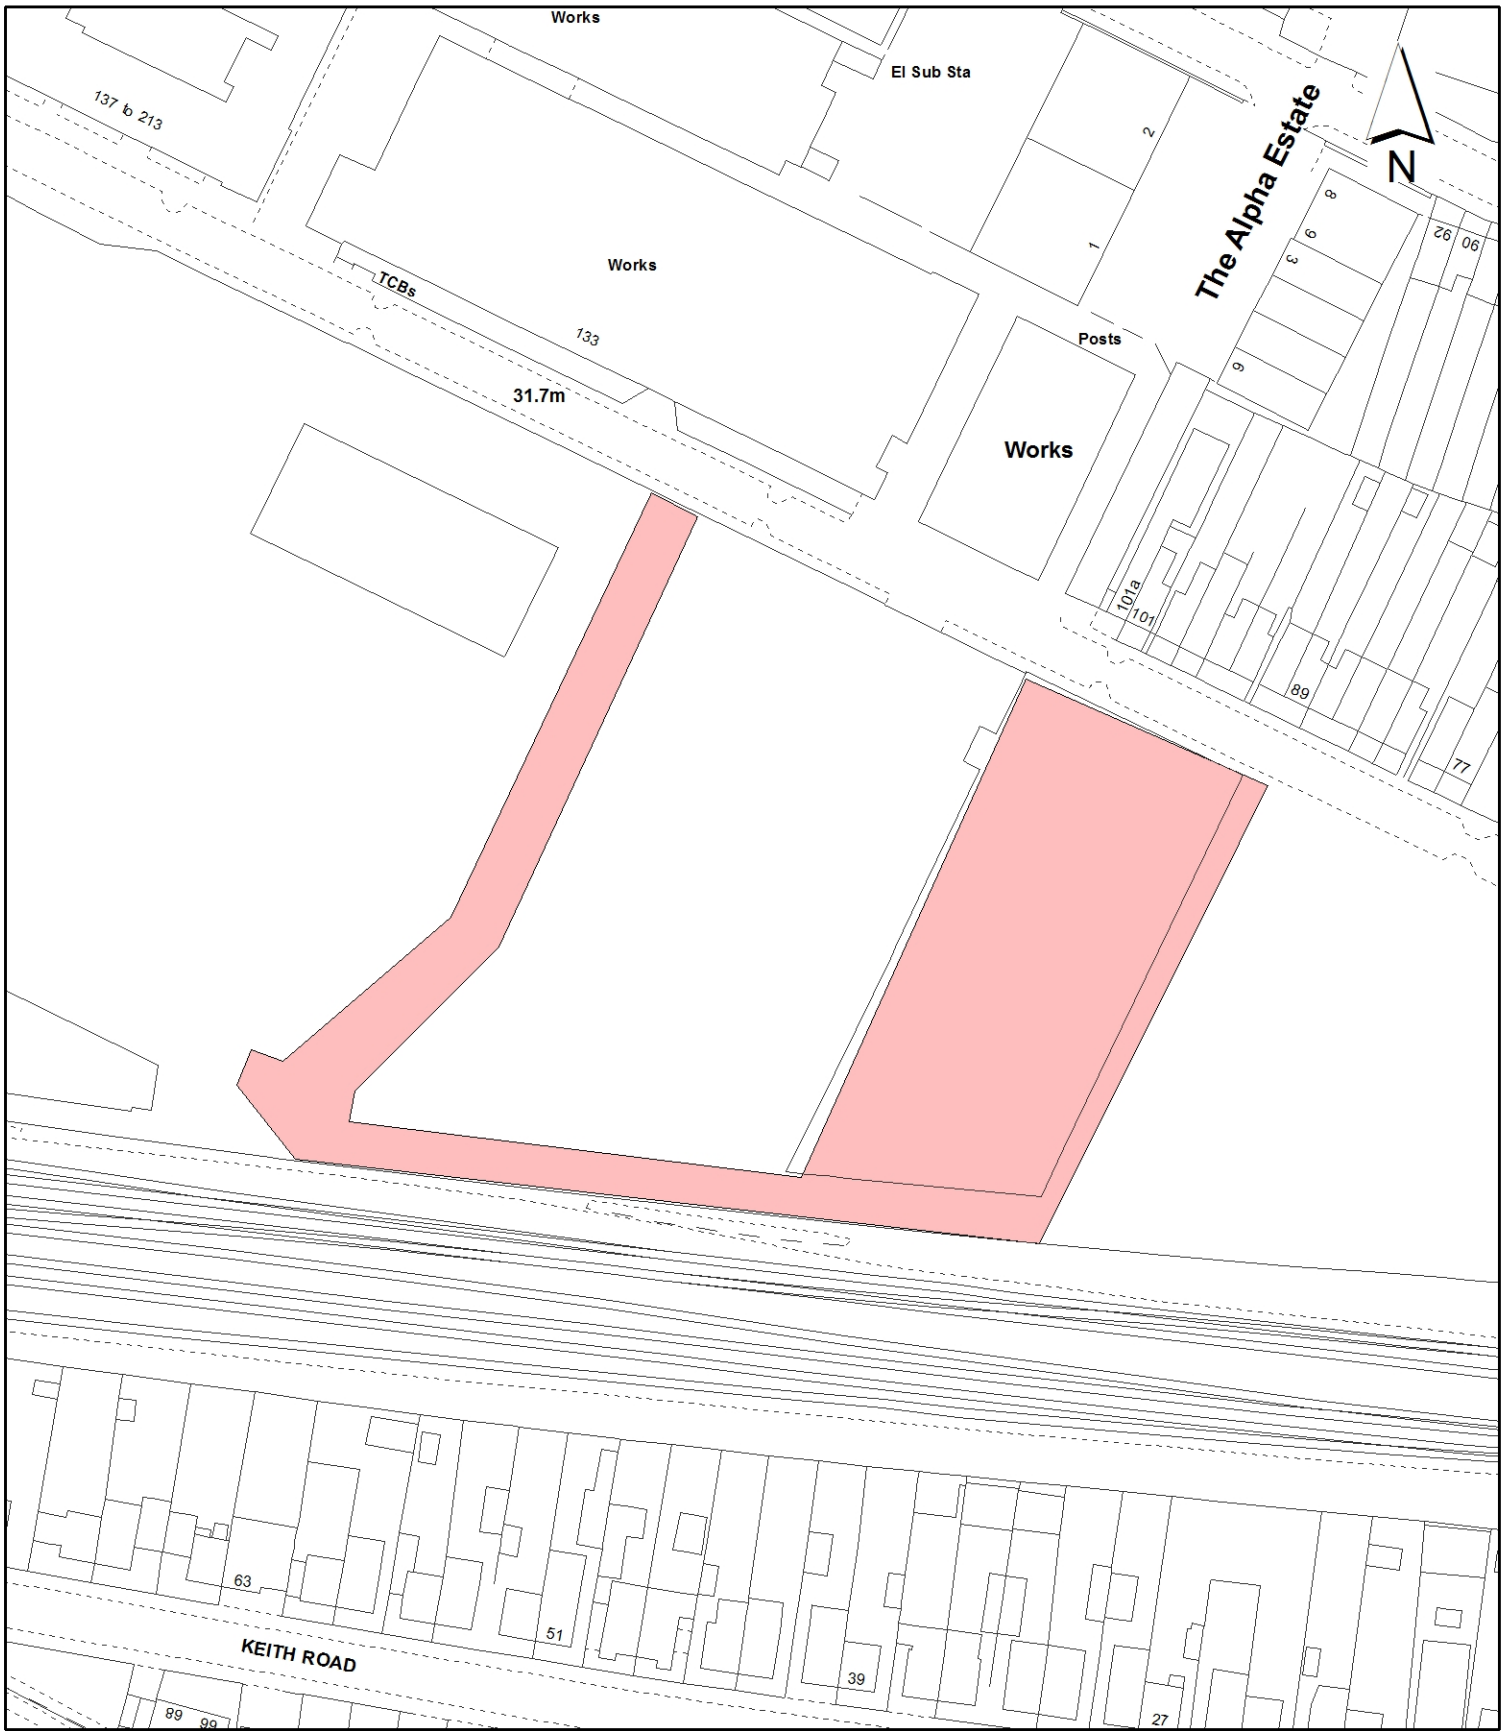 Works
El Sub Sta
137 to 213
2
The Alpha Estate
N
8
92
90
1
6
3
Works
TCBs
133
Posts
31.7m
9
Works
101a
101
89
77
63
51
39
27
KEITH ROAD
89
99